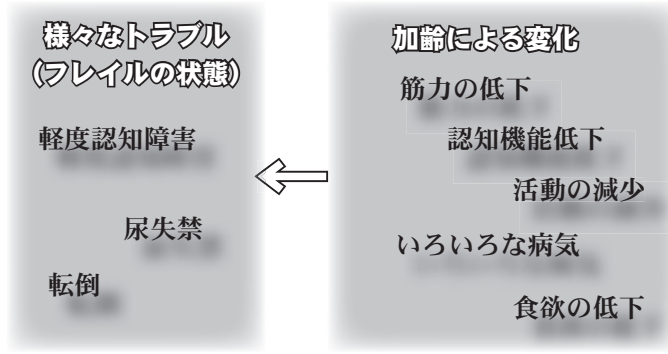 様々なトラブル
（フレイルの状態）
軽度認知障害
尿失禁
転倒
加齢による変化
筋力の低下
認知機能低下
活動の減少
いろいろな病気
食欲の低下